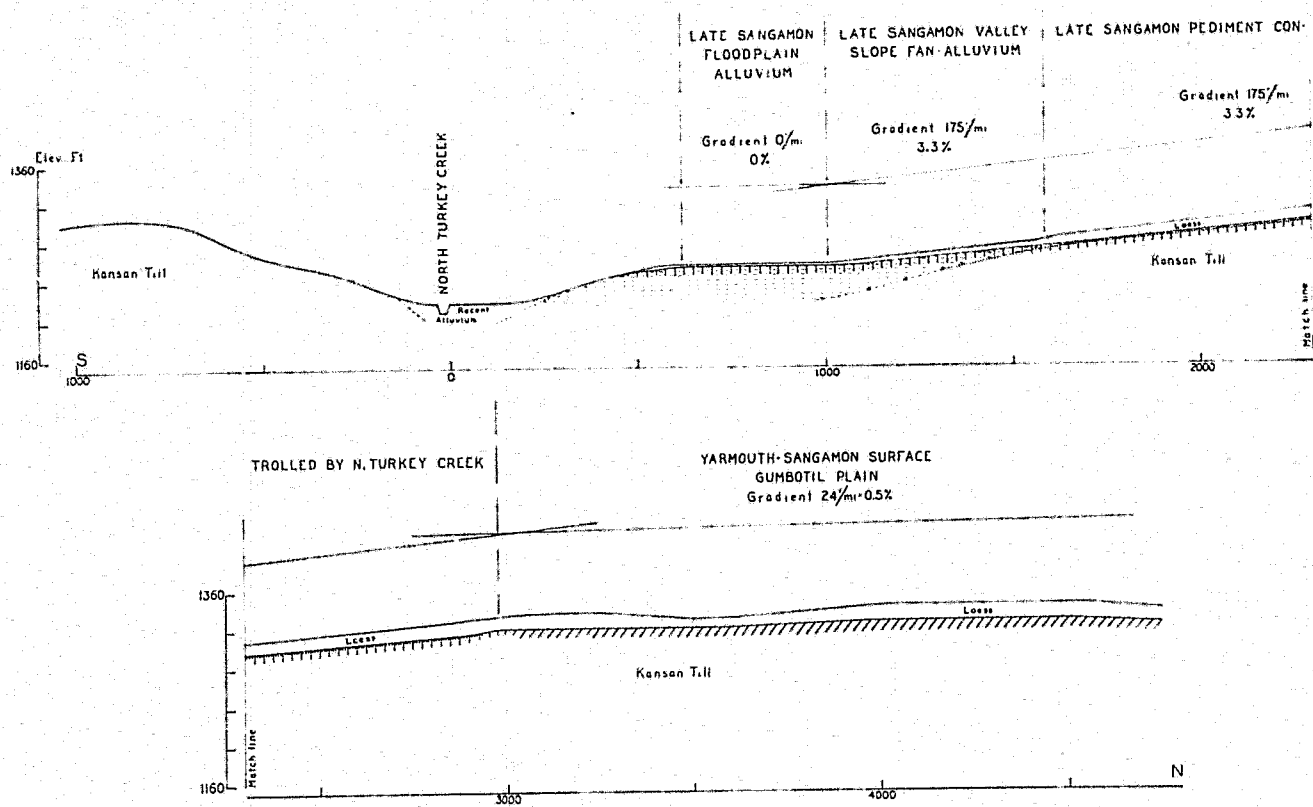 LATE SANGAMON
FLOODPLAIN
ALLUVIUM
LATE SANGAMON VALLEY
SLOPE FAN-ALLUVIUM
LATE SANGAMON PEDIMENT CON-
Gradient 0'/mi
0%
Gradient 175'/mi
3.3%
Gradient 175'/mi
3.3%
Elev. Ft
1360
NORTH TURKEY CREEK
Kansan Till
Recent
Alluvium
Loess
Kansan Till
Match line
1160
S
1000
0
1000
2000
TROLLED BY N. TURKEY CREEK
YARMOUTH-SANGAMON SURFACE
GUMBOTIL PLAIN
Gradient 24'/mi=0.5%
1360
Loess
Loess
Kansan Till
Match line
1160
N
3000
4000